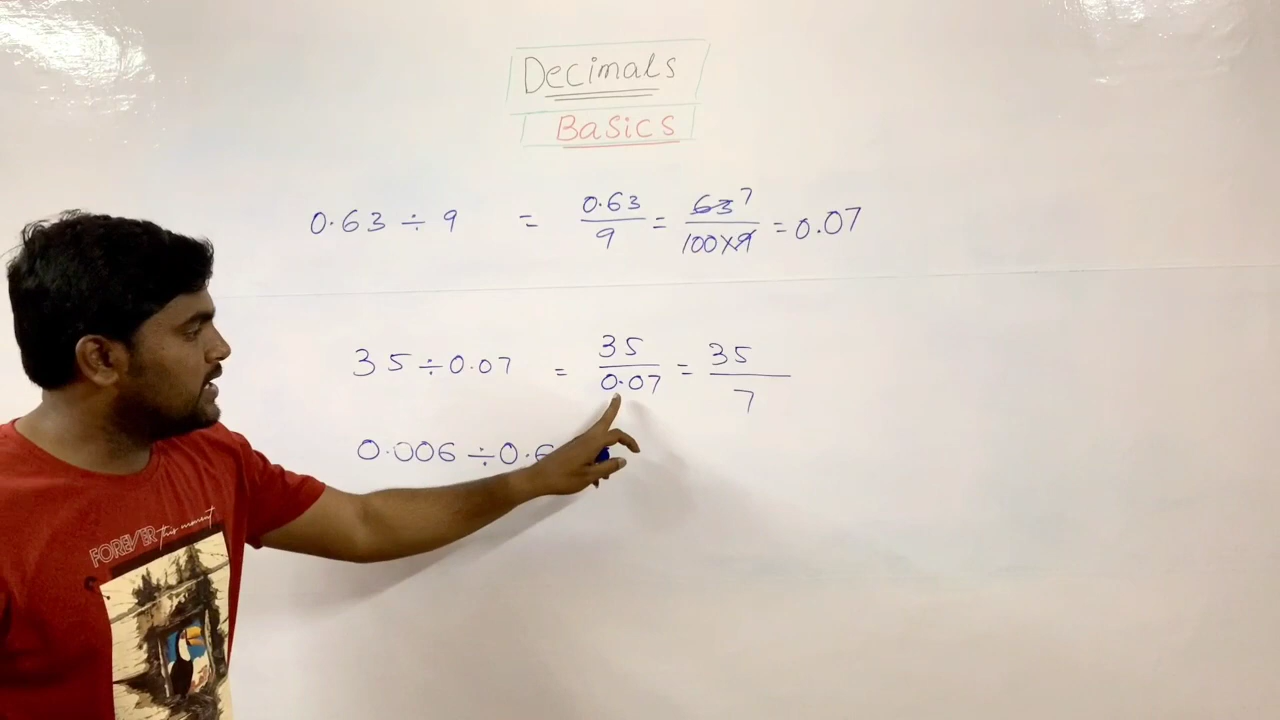 Decimals
Basics
0.63 ÷ 9 = 0.63/9 = 63 7/100×9 = 0.07
35 ÷ 0.07 = 35/0.07 = 35/7
0.006 ÷ 0.6
FOREVER this moment